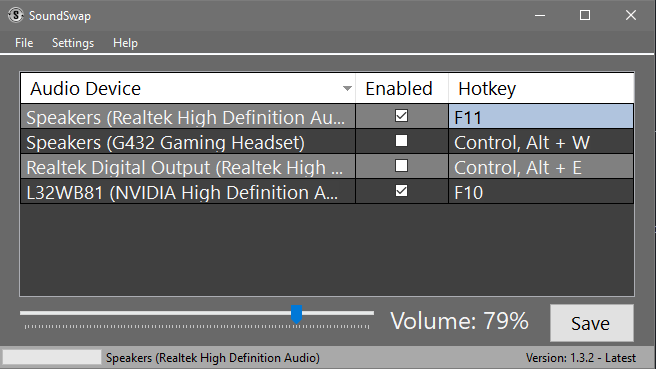 SoundSwap
File Settings Help
Audio Device Enabled Hotkey
Speakers (Realtek High Definition Au... F11
Speakers (G432 Gaming Headset) Control, Alt + W
Realtek Digital Output (Realtek High ... Control, Alt + E
L32WB81 (NVIDIA High Definition A... F10
Volume: 79% Save
Speakers (Realtek High Definition Audio) Version: 1.3.2 - Latest